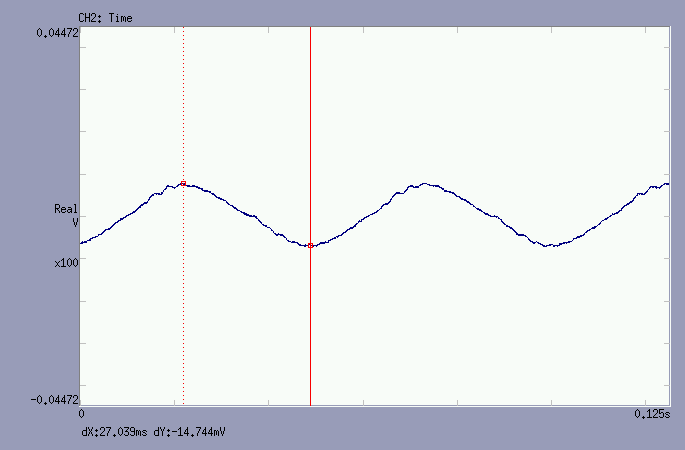 CH2: Time
0.04472
Real
V
x100
-0.04472
0 0.125s
dX:27.039ms dY:-14.744mV